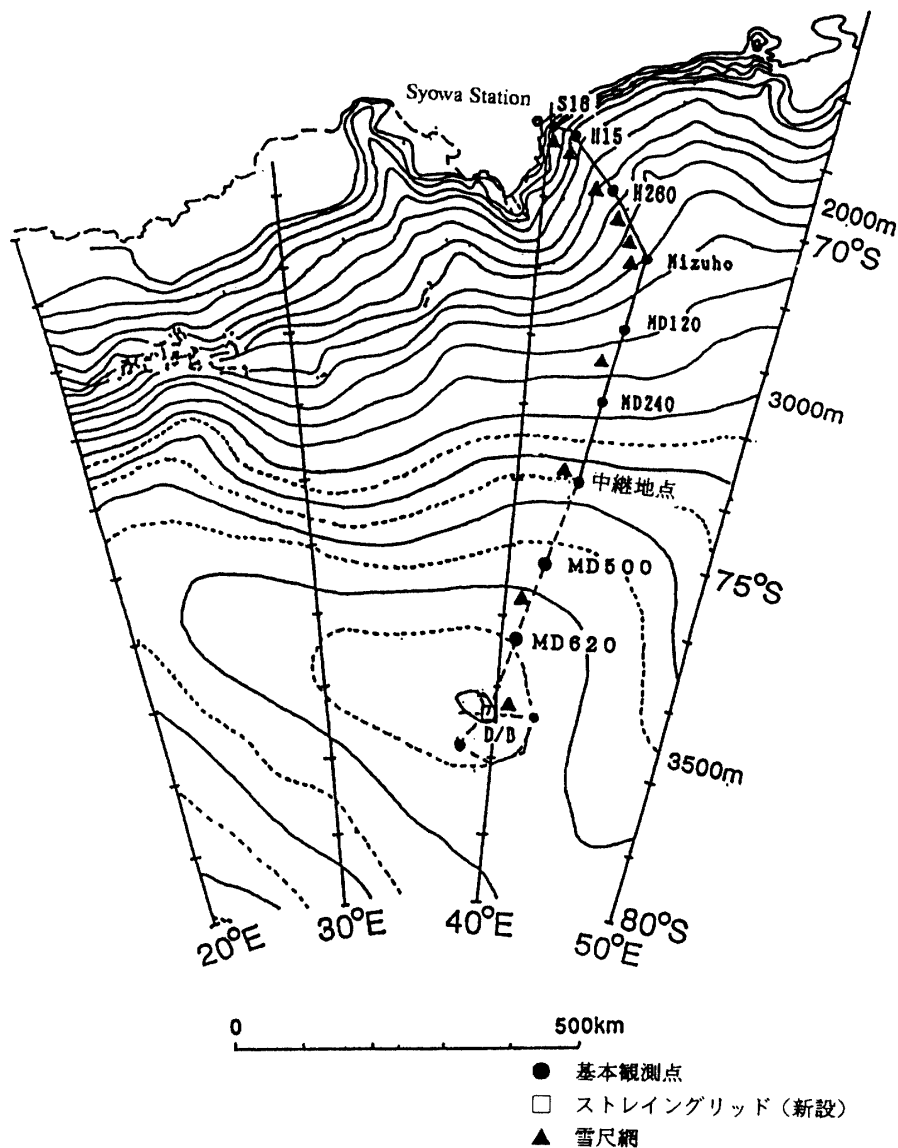 Syowa Station
S16
H15
H260
2000m
70°S
Mizuho
MD120
MD240
3000m
中継地点
MD500
75°S
MD620
D/B
3500m
20°E
30°E
40°E
50°E
80°S
0 500km
● 基本観測点
□ ストレイングリッド（新設）
▲ 雪尺網